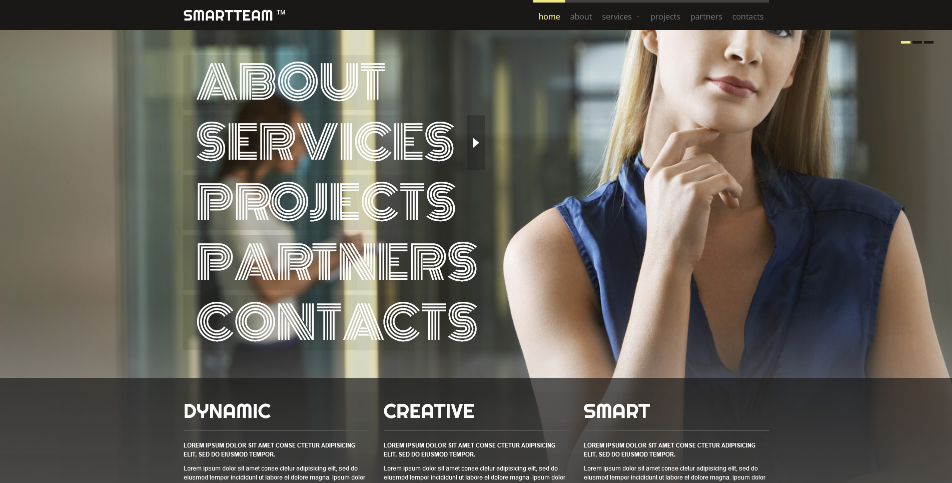 SMARTTEAM TM
home about services projects partners contacts
ABOUT
SERVICES
PROJECTS
PARTNERS
CONTACTS
DYNAMIC CREATIVE SMART
LOREM IPSUM DOLOR SIT AMET CONSE CTETUR ADIPISICING
ELIT, SED DO EIUSMOD TEMPOR.
Lorem ipsum dolor sit amet conse ctetur adipisicing elit, sed do
eiusmod tempor incididunt ut labore et dolore magna. Ipsum dolor
LOREM IPSUM DOLOR SIT AMET CONSE CTETUR ADIPISICING
ELIT, SED DO EIUSMOD TEMPOR.
Lorem ipsum dolor sit amet conse ctetur adipisicing elit, sed do
eiusmod tempor incididunt ut labore et dolore magna. Ipsum dolor
LOREM IPSUM DOLOR SIT AMET CONSE CTETUR ADIPISICING
ELIT, SED DO EIUSMOD TEMPOR.
Lorem ipsum dolor sit amet conse ctetur adipisicing elit, sed do
eiusmod tempor incididunt ut labore et dolore magna. Ipsum dolor